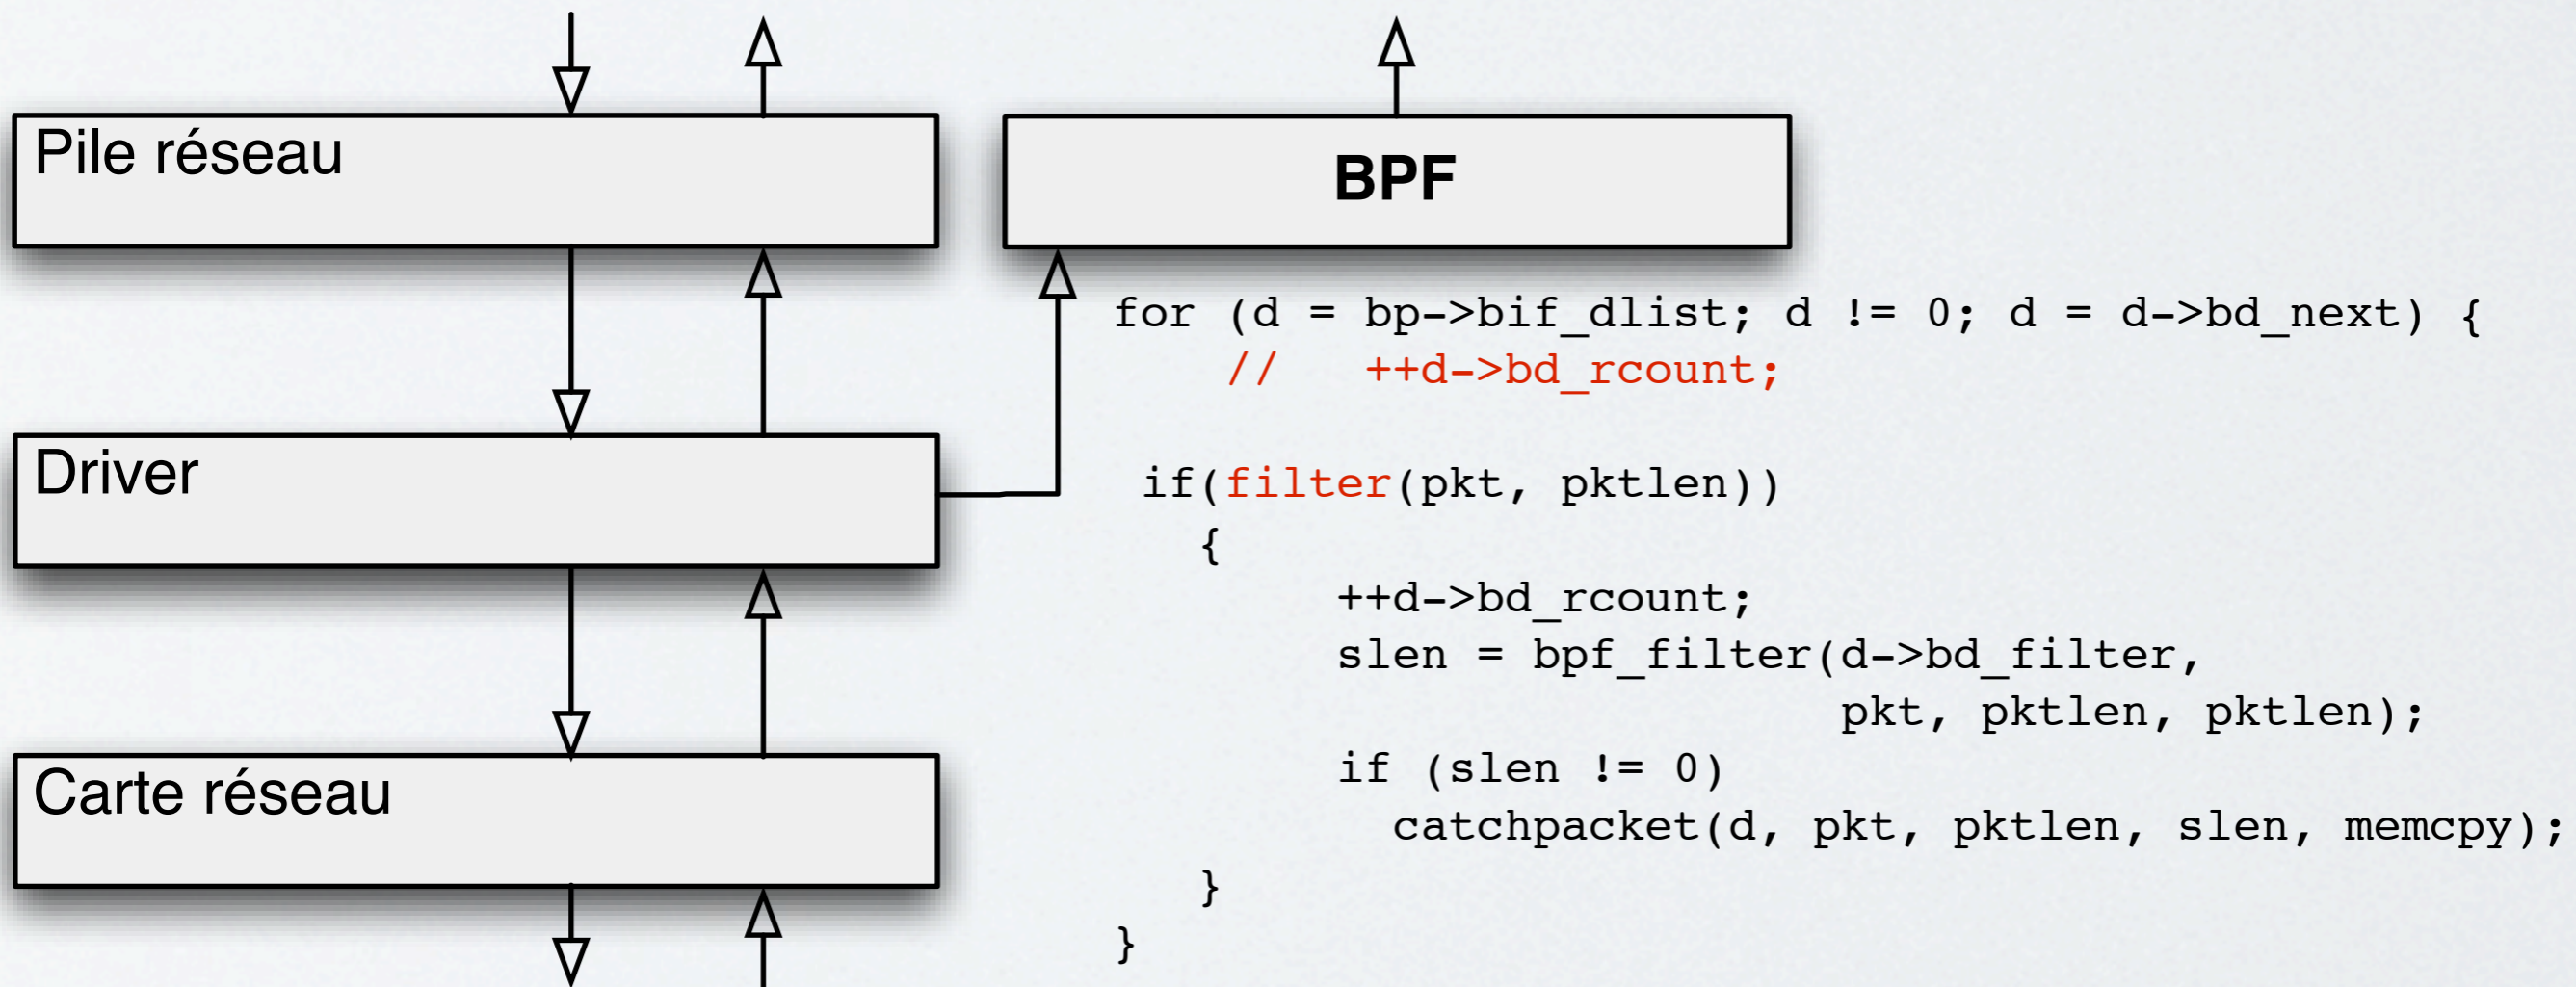 Pile réseau
BPF
Driver
Carte réseau
for (d = bp->bif_dlist; d != 0; d = d->bd_next) {
//   ++d->bd_rcount;
if(filter(pkt, pktlen))
{
++d->bd_rcount;
slen = bpf_filter(d->bd_filter,
pkt, pktlen, pktlen);
if (slen != 0)
catchpacket(d, pkt, pktlen, slen, memcpy);
}
}